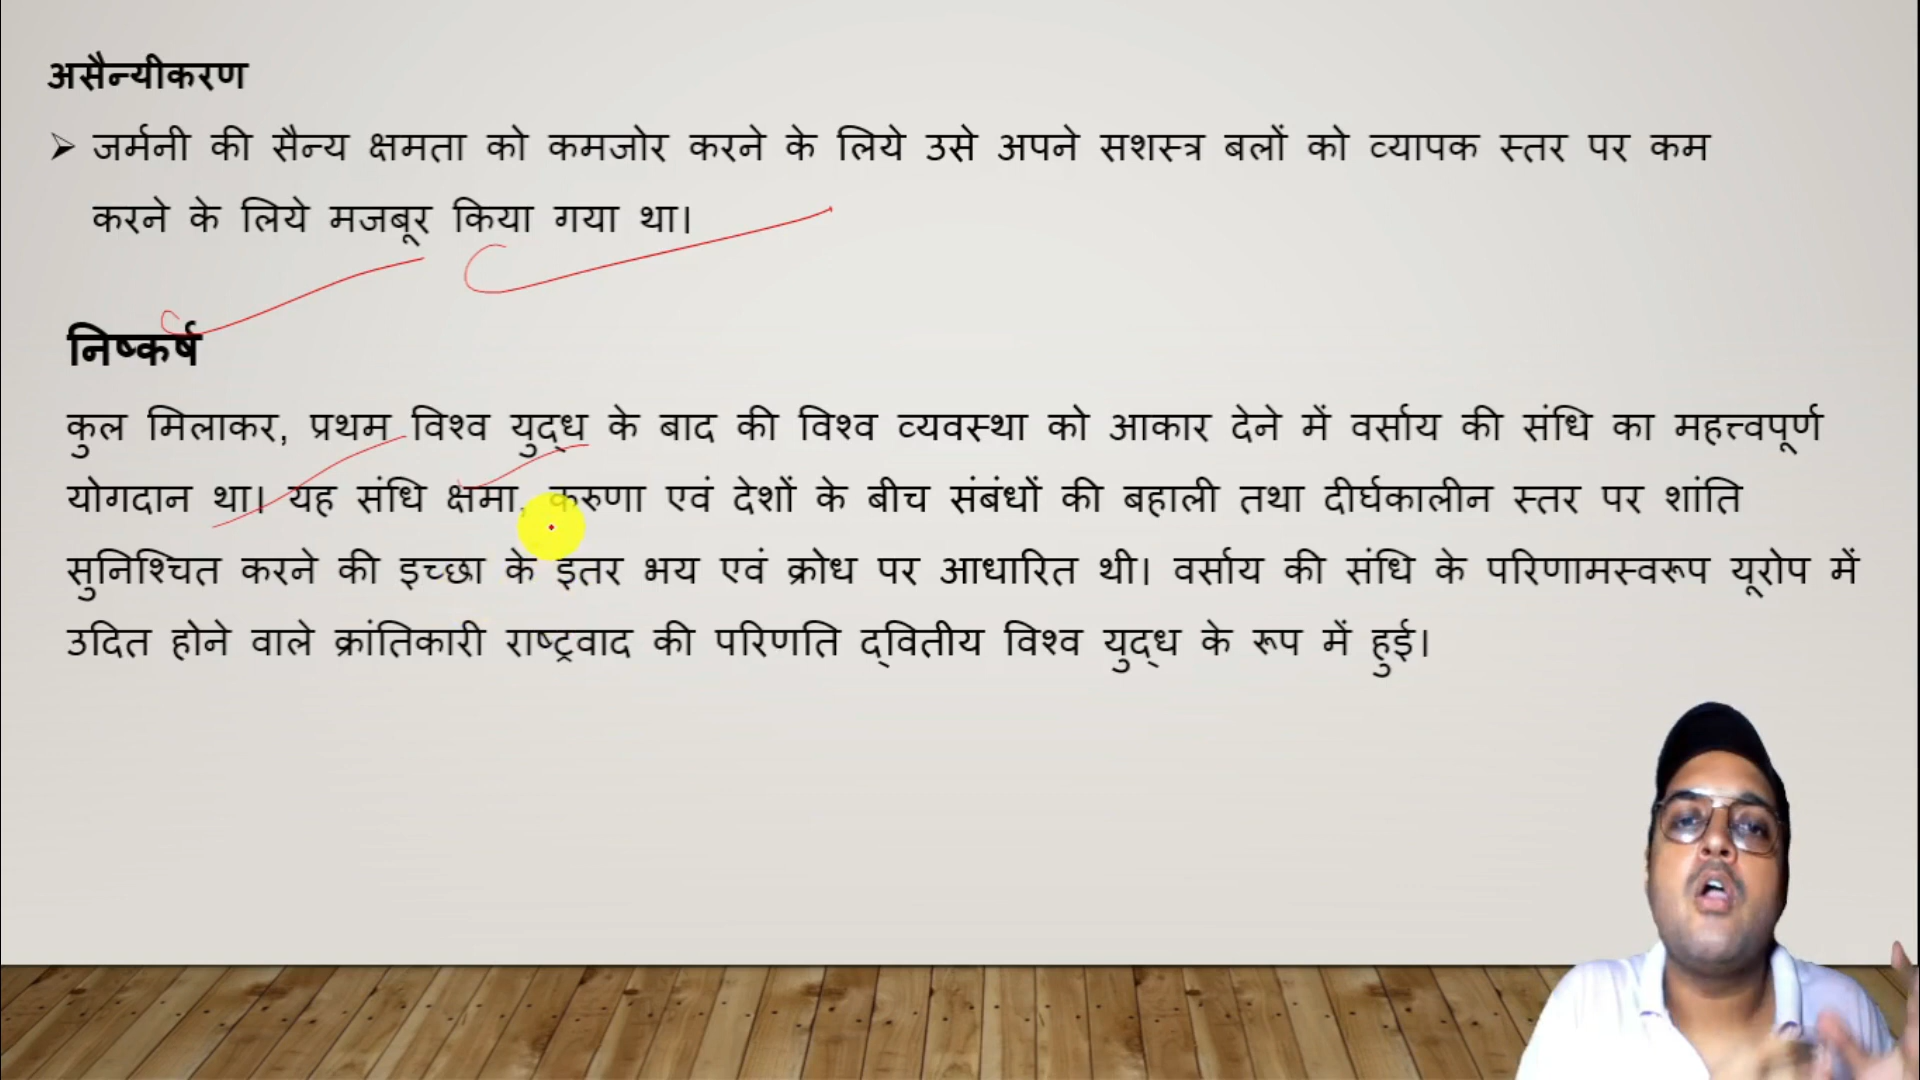 असैन्यीकरण
➢ जर्मनी की सैन्य क्षमता को कमजोर करने के लिये उसे अपने सशस्त्र बलों को व्यापक स्तर पर कम
करने के लिये मजबूर किया गया था।
निष्कर्ष
कुल मिलाकर, प्रथम विश्व युद्ध के बाद की विश्व व्यवस्था को आकार देने में वर्साय की संधि का महत्त्वपूर्ण
योगदान था। यह संधि क्षमा, करुणा एवं देशों के बीच संबंधों की बहाली तथा दीर्घकालीन स्तर पर शांति
सुनिश्चित करने की इच्छा के इतर भय एवं क्रोध पर आधारित थी। वर्साय की संधि के परिणामस्वरूप यूरोप में
उदित होने वाले क्रांतिकारी राष्ट्रवाद की परिणति द्वितीय विश्व युद्ध के रूप में हुई।